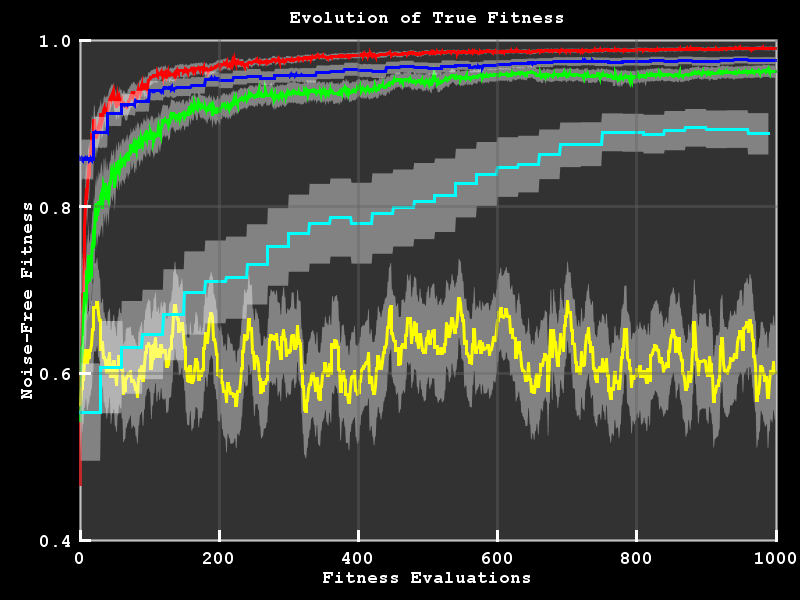 Evolution of True Fitness
1.0
0.8
0.6
0.4
Noise-Free Fitness
0 200 400 600 800 1000
Fitness Evaluations